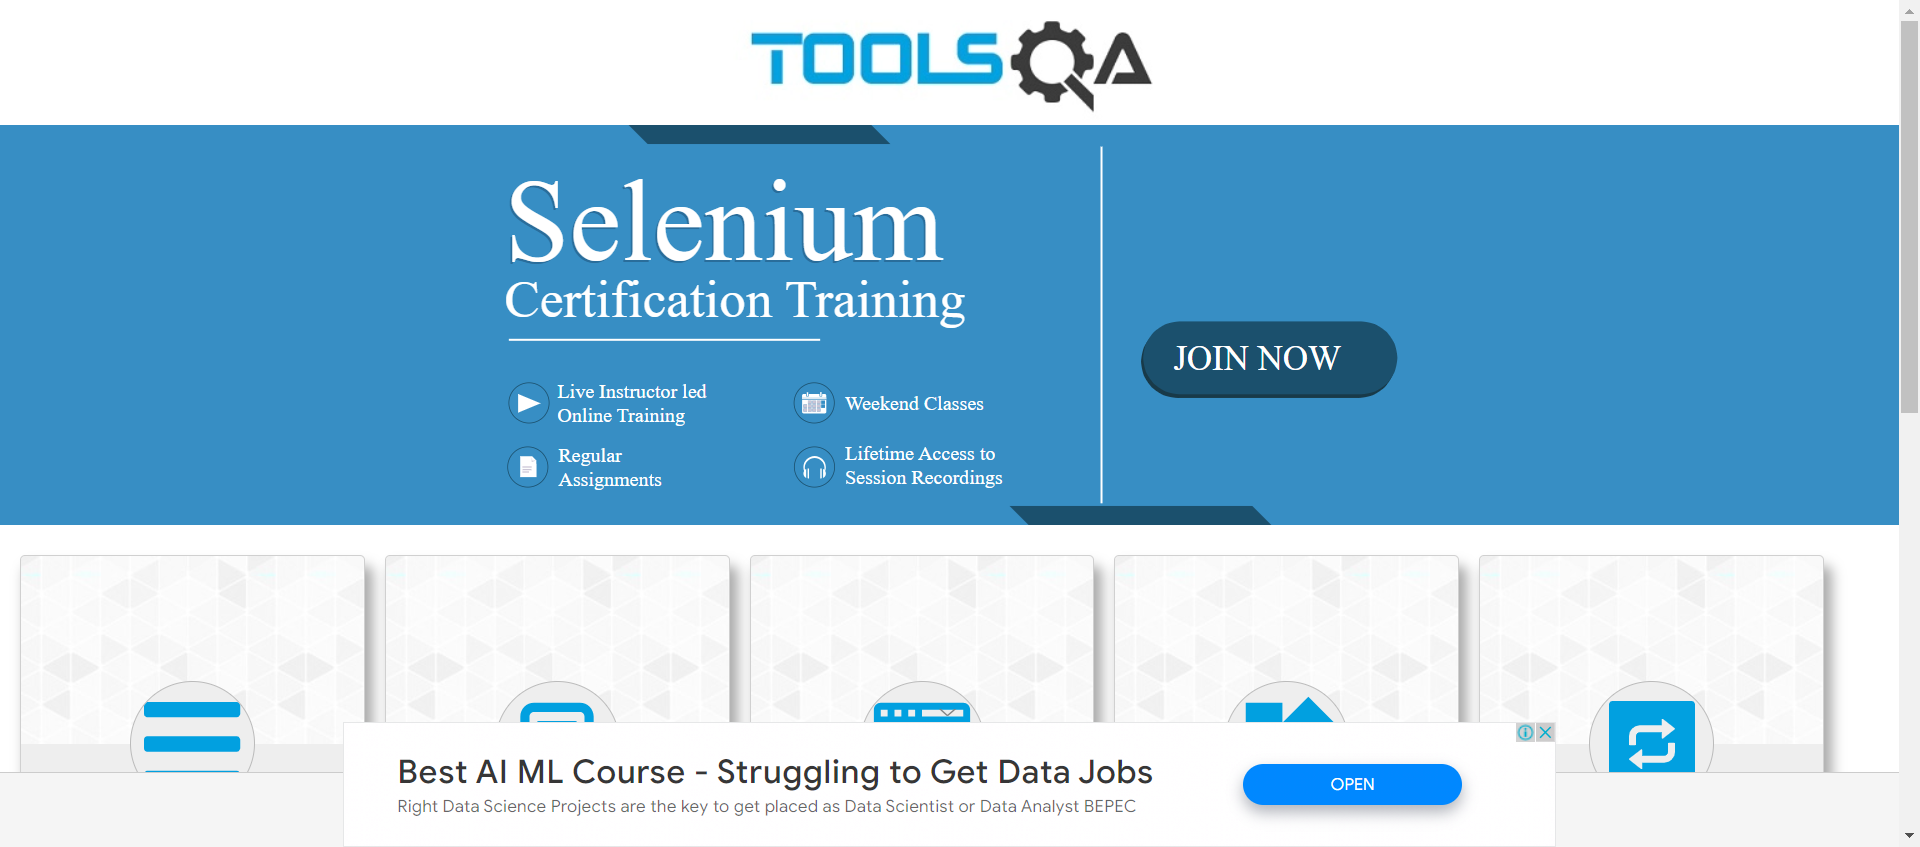 TOOLSQA
Selenium
Certification Training
JOIN NOW
Live Instructor led
Online Training
Weekend Classes
Regular
Assignments
Lifetime Access to
Session Recordings
Best AI ML Course - Struggling to Get Data Jobs
Right Data Science Projects are the key to get placed as Data Scientist or Data Analyst BEPEC
OPEN